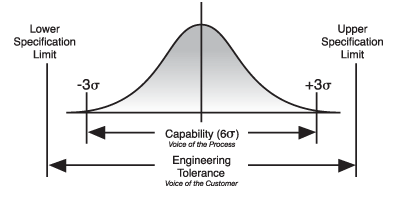 Lower
Specification
Limit
Upper
Specification
Limit
-3σ
+3σ
Capability (6σ)
Voice of the Process
Engineering
Tolerance
Voice of the Customer